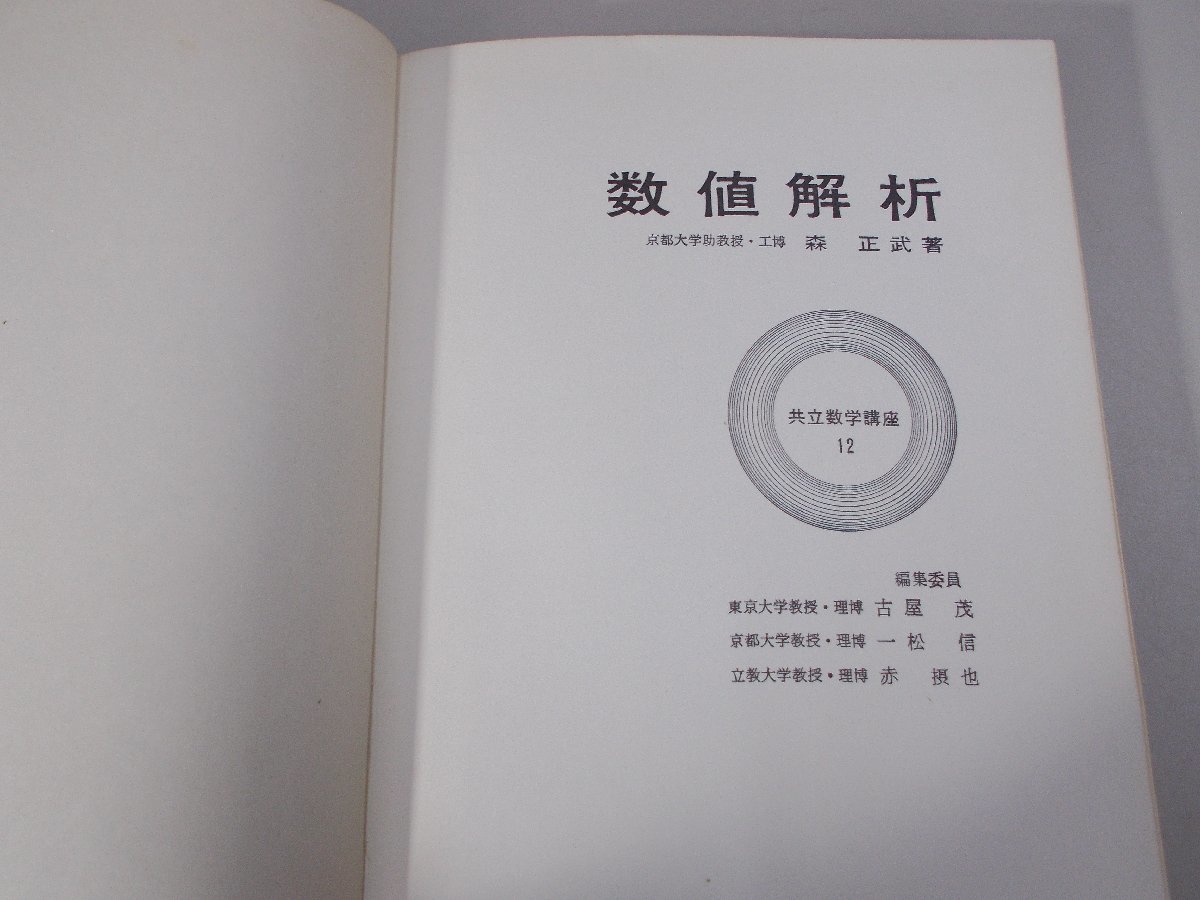 数値解析
京都大学助教授・工博 森 正武著
共立数学講座
12
編集委員
東京大学教授・理博 古屋 茂
京都大学教授・理博 一松 信
立教大学教授・理博 赤 摂也